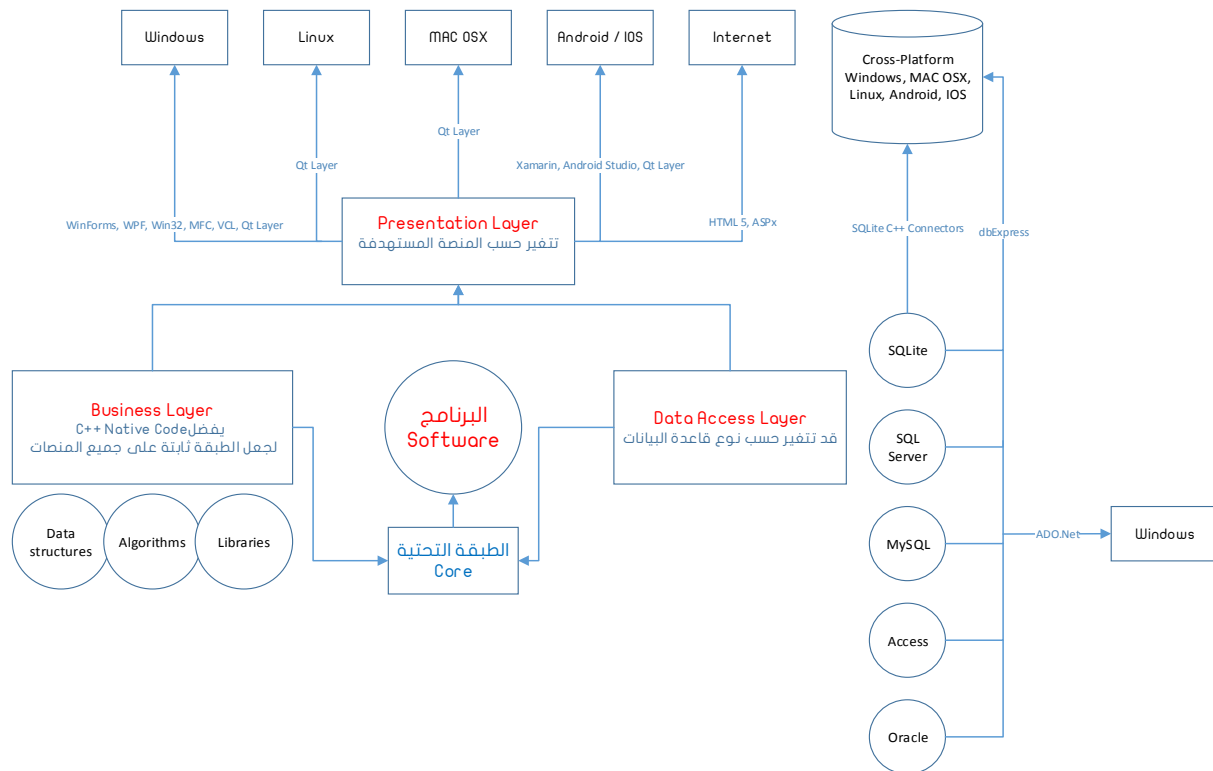 Windows
Linux
MAC OSX
Android / IOS
Internet
Cross-Platform
Windows, MAC OSX,
Linux, Android, IOS
Qt Layer
Qt Layer
Xamarin, Android Studio, Qt Layer
WinForms, WPF, Win32, MFC, VCL, Qt Layer
HTML 5, ASPx
SQLite C++ Connectors
dbExpress
Presentation Layer
تتغير حسب المنصة المستهدفة
Business Layer
يفضل C++ Native Code
لجعل الطبقة ثابتة على جميع المنصات
البرنامج
Software
Data Access Layer
قد تتغير حسب نوع قاعدة البيانات
Data
structures
Algorithms
Libraries
الطبقة التحتية
Core
SQLite
SQL
Server
MySQL
ADO.Net
Windows
Access
Oracle